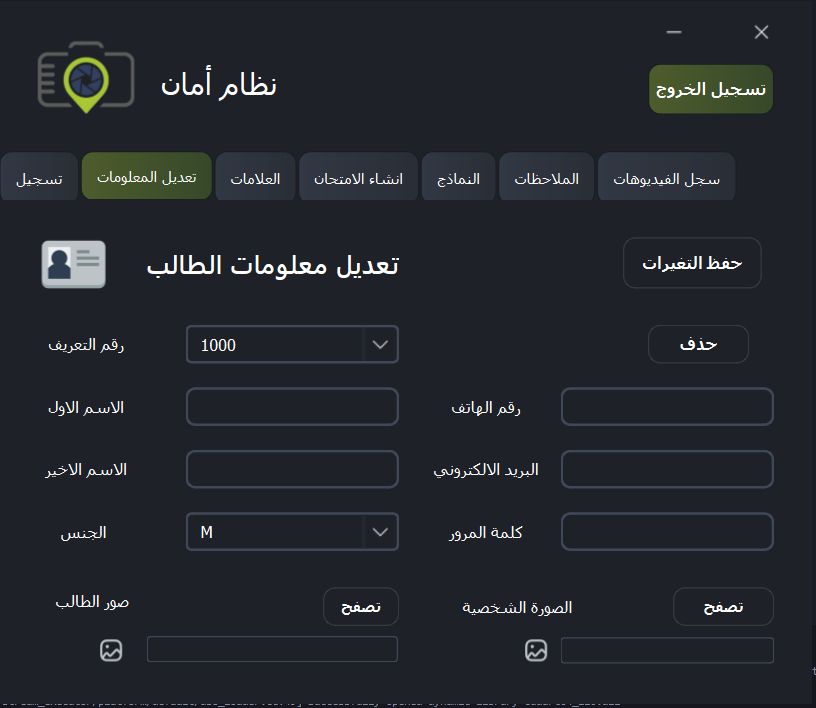 نظام أمان
تسجيل الخروج
تسجيل
تعديل المعلومات
العلامات
انشاء الامتحان
النماذج
الملاحظات
سجل الفيديوهات
تعديل معلومات الطالب
حفظ التغيرات
رقم التعريف
1000
حذف
الاسم الاول
رقم الهاتف
الاسم الاخير
البريد الالكتروني
الجنس
M
كلمة المرور
صور الطالب
تصفح
الصورة الشخصية
تصفح